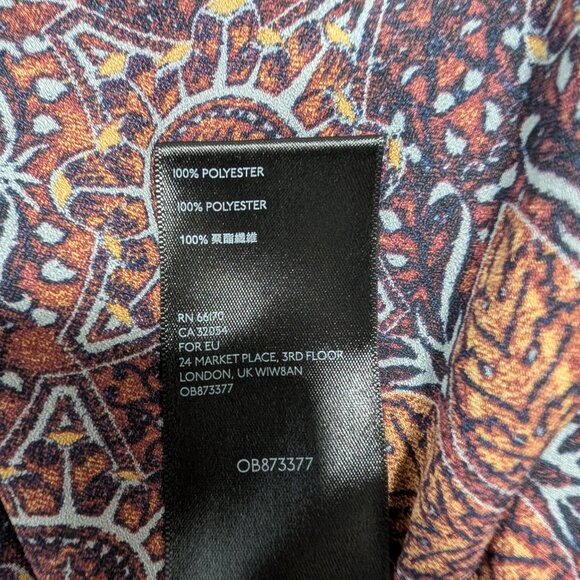 100% POLYESTER
100% POLYESTER
100% 聚酯纖維
RN 66170
CA 32054
FOR EU
24 MARKET PLACE, 3RD FLOOR
LONDON, UK W1W8AN
OB873377
OB873377